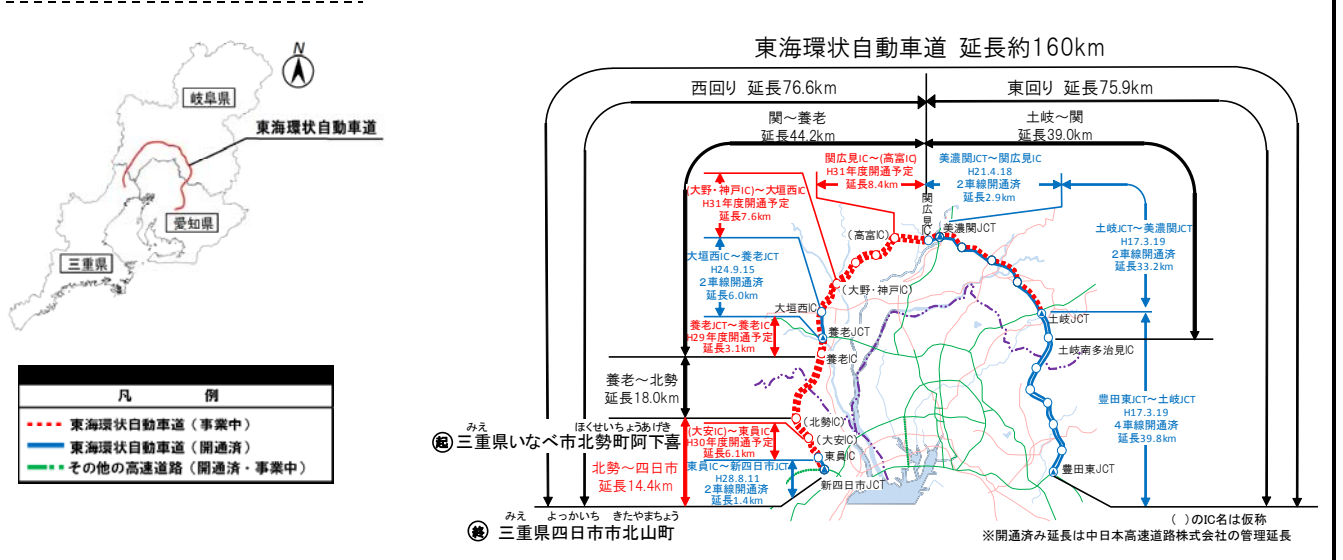 N
岐阜県
東海環状自動車道
愛知県
三重県
凡 例
東海環状自動車道(事業中)
東海環状自動車道(開通済)
その他の高速道路(開通済・事業中)
東海環状自動車道 延長約160km
西回り 延長76.6km
東回り 延長75.9km
関~養老
延長44.2km
土岐~関
延長39.0km
関広見IC~(高富IC)
H31年度開通予定
延長8.4km
美濃関JCT~関広見IC
H21.4.18
2車線開通済
延長2.9km
(大野・神戸IC)~大垣西IC
H31年度開通予定
延長7.6km
関広見IC
(高富IC)
美濃関JCT
土岐JCT~美濃関JCT
H17.3.19
2車線開通済
延長33.2km
大垣西IC~養老JCT
H24.9.15
2車線開通済
延長6.0km
(大野・神戸IC)
大垣西IC
土岐JCT
養老JCT~養老IC
H29年度開通予定
延長3.1km
養老JCT
養老IC
土岐南多治見IC
養老~北勢
延長18.0km
豊田東JCT~土岐JCT
H17.3.19
4車線開通済
延長39.8km
(北勢IC)
みえ ほくせいちょうあげき
起 三重県いなべ市北勢町阿下喜
(大安IC)~東員IC
H30年度開通予定
延長6.1km
(大安IC)
東員IC
北勢~四日市
延長14.4km
東員IC~新四日市JCT
H28.8.11
2車線開通済
延長1.4km
新四日市JCT
豊田東JCT
みえ よっかいち きたやまちょう
終 三重県四日市市北山町
( )のIC名は仮称
※開通済み延長は中日本高速道路株式会社の管理延長